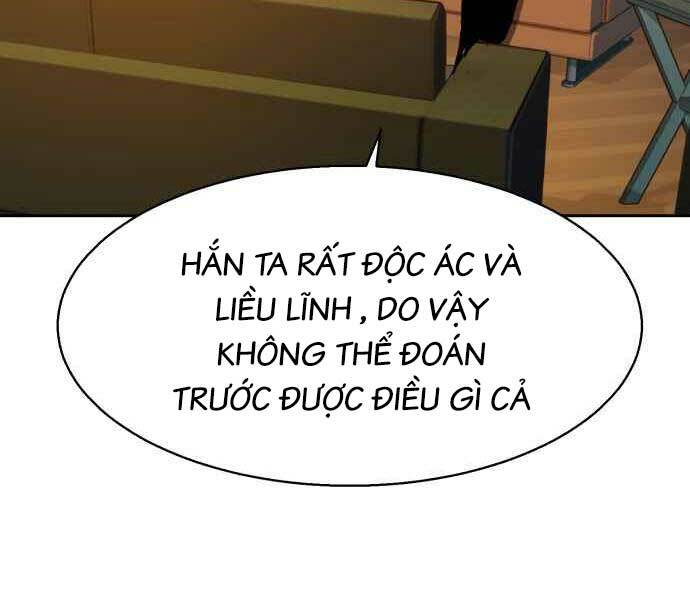 HẮN TA RẤT ĐỘC ÁC VÀ
LIỀU LĨNH , DO VẬY
KHÔNG THỂ ĐOÁN
TRƯỚC ĐƯỢC ĐIỀU GÌ CẢ